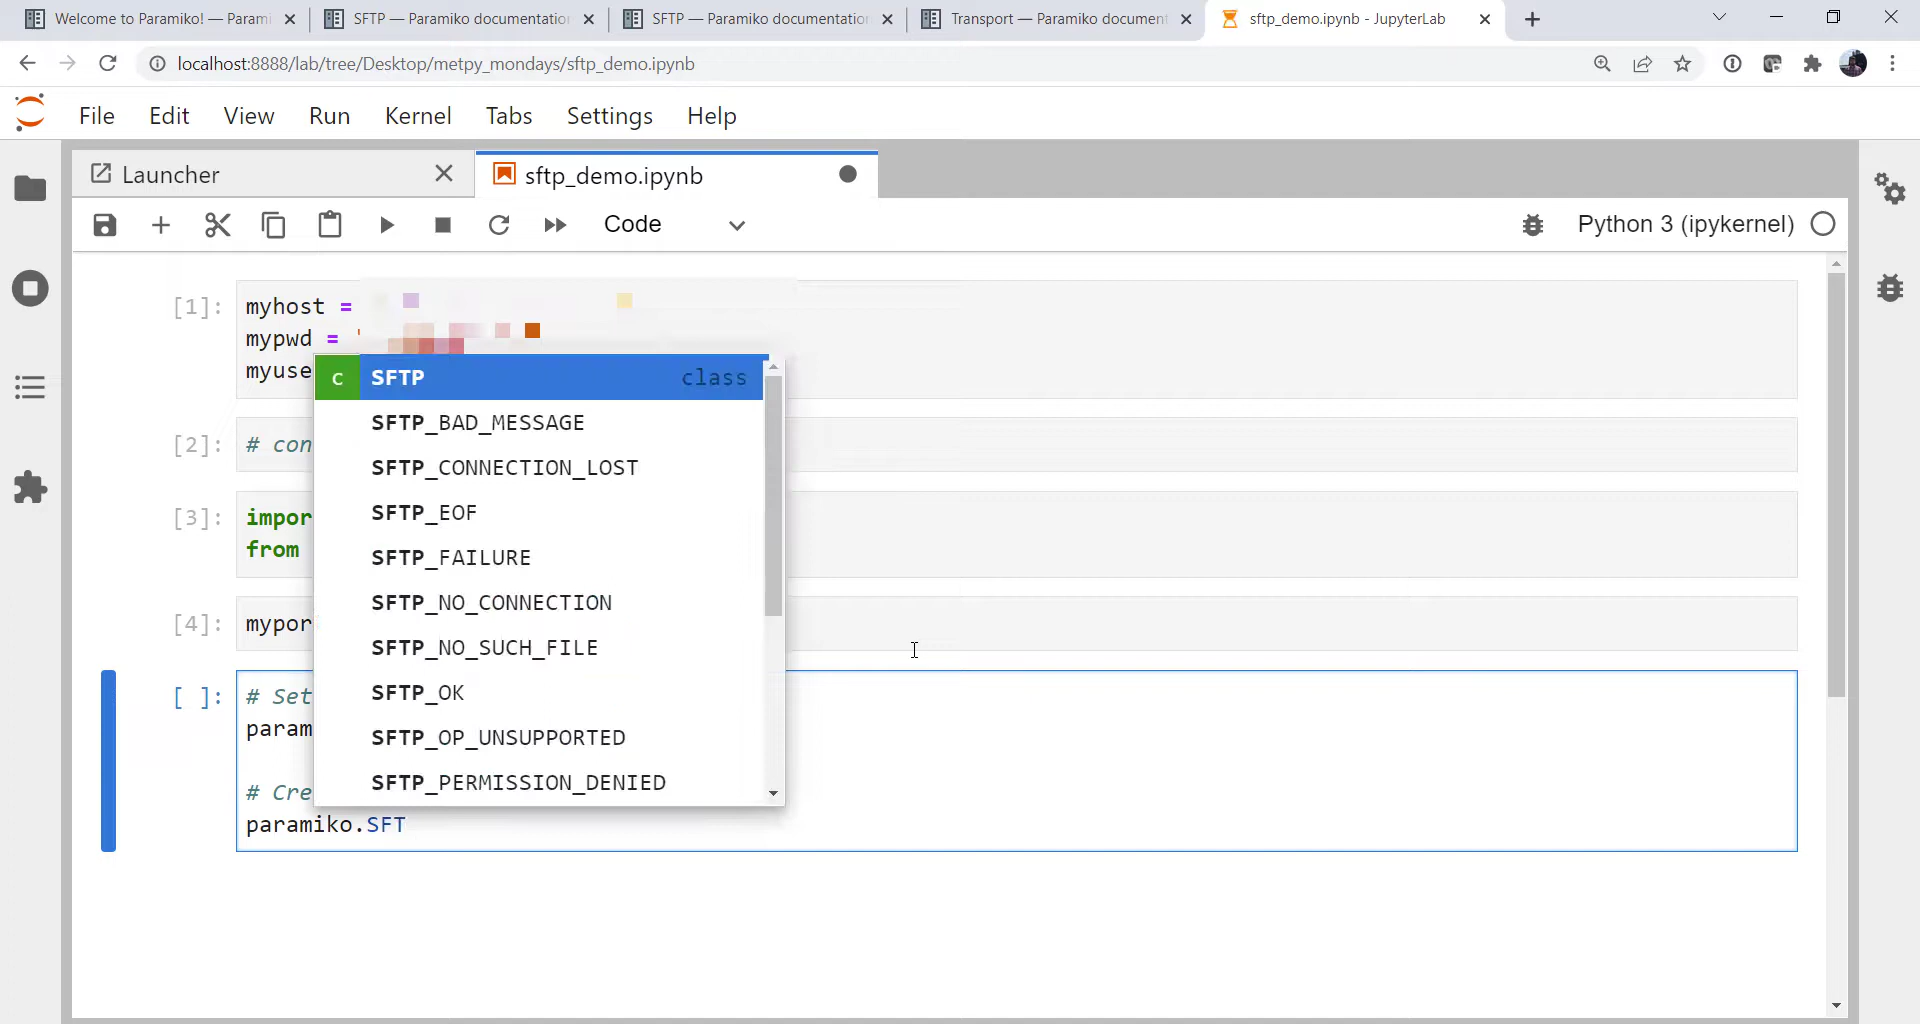 Welcome to Paramiko! — Parami
SFTP — Paramiko documentation
SFTP — Paramiko documentation
Transport — Paramiko document
sftp_demo.ipynb - JupyterLab
localhost:8888/lab/tree/Desktop/metpy_mondays/sftp_demo.ipynb
File Edit View Run Kernel Tabs Settings Help
Launcher
sftp_demo.ipynb
Code
Python 3 (ipykernel)
[1]: myhost =
mypwd = '
myuse
[2]: # con
[3]: impor
from
[4]: mypor
[ ]: # Set
param
# Cre
paramiko.SFT
c SFTP class
SFTP_BAD_MESSAGE
SFTP_CONNECTION_LOST
SFTP_EOF
SFTP_FAILURE
SFTP_NO_CONNECTION
SFTP_NO_SUCH_FILE
SFTP_OK
SFTP_OP_UNSUPPORTED
SFTP_PERMISSION_DENIED